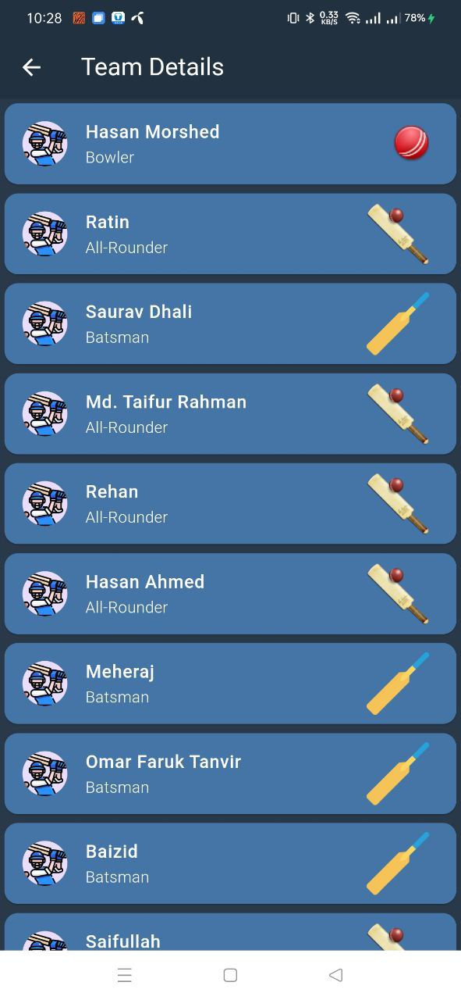 10:28
0.33 KB/S
78%
Team Details
Hasan Morshed
Bowler
Ratin
All-Rounder
Saurav Dhali
Batsman
Md. Taifur Rahman
All-Rounder
Rehan
All-Rounder
Hasan Ahmed
All-Rounder
Meheraj
Batsman
Omar Faruk Tanvir
Batsman
Baizid
Batsman
Saifullah